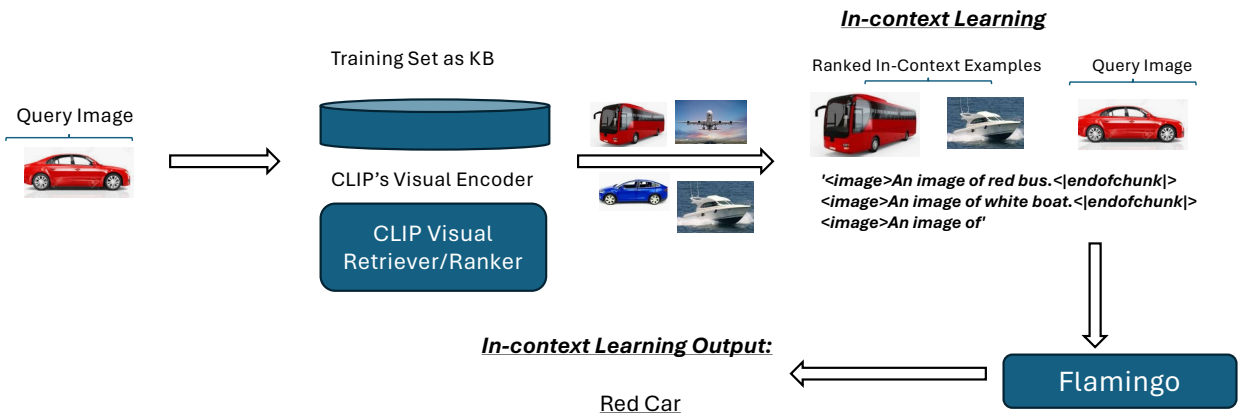 In-context Learning
Training Set as KB
Ranked In-Context Examples
Query Image
Query Image
CLIP's Visual Encoder
CLIP Visual
Retriever/Ranker
'<image>An image of red bus.<|endofchunk|>
<image>An image of white boat.<|endofchunk|>
<image>An image of'
In-context Learning Output:
Flamingo
Red Car